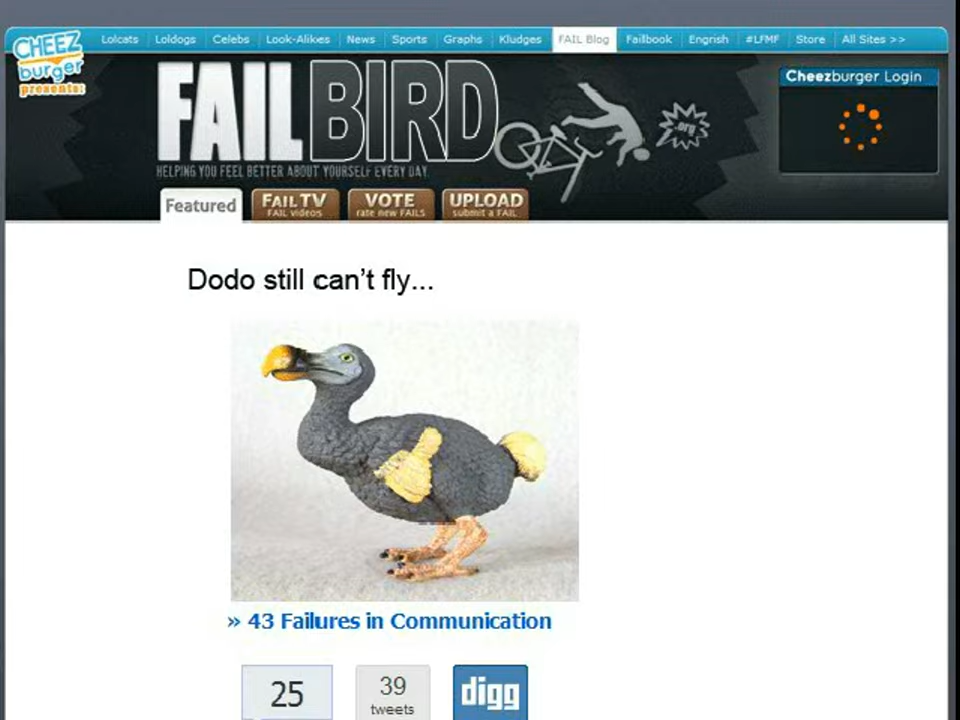 CHEEZ
burger
presents:
Lolcats Loldogs Celebs Look-Alikes News Sports Graphs Kludges FAIL Blog Failbook Engrish #LFMF Store All Sites >>
FAILBIRD
.org
HELPING YOU FEEL BETTER ABOUT YOURSELF EVERY DAY.
Cheezburger Login
Featured
FAIL TV
FAIL videos
VOTE
rate new FAILS
UPLOAD
submit a FAIL
Dodo still can't fly...
» 43 Failures in Communication
25
39
tweets
digg